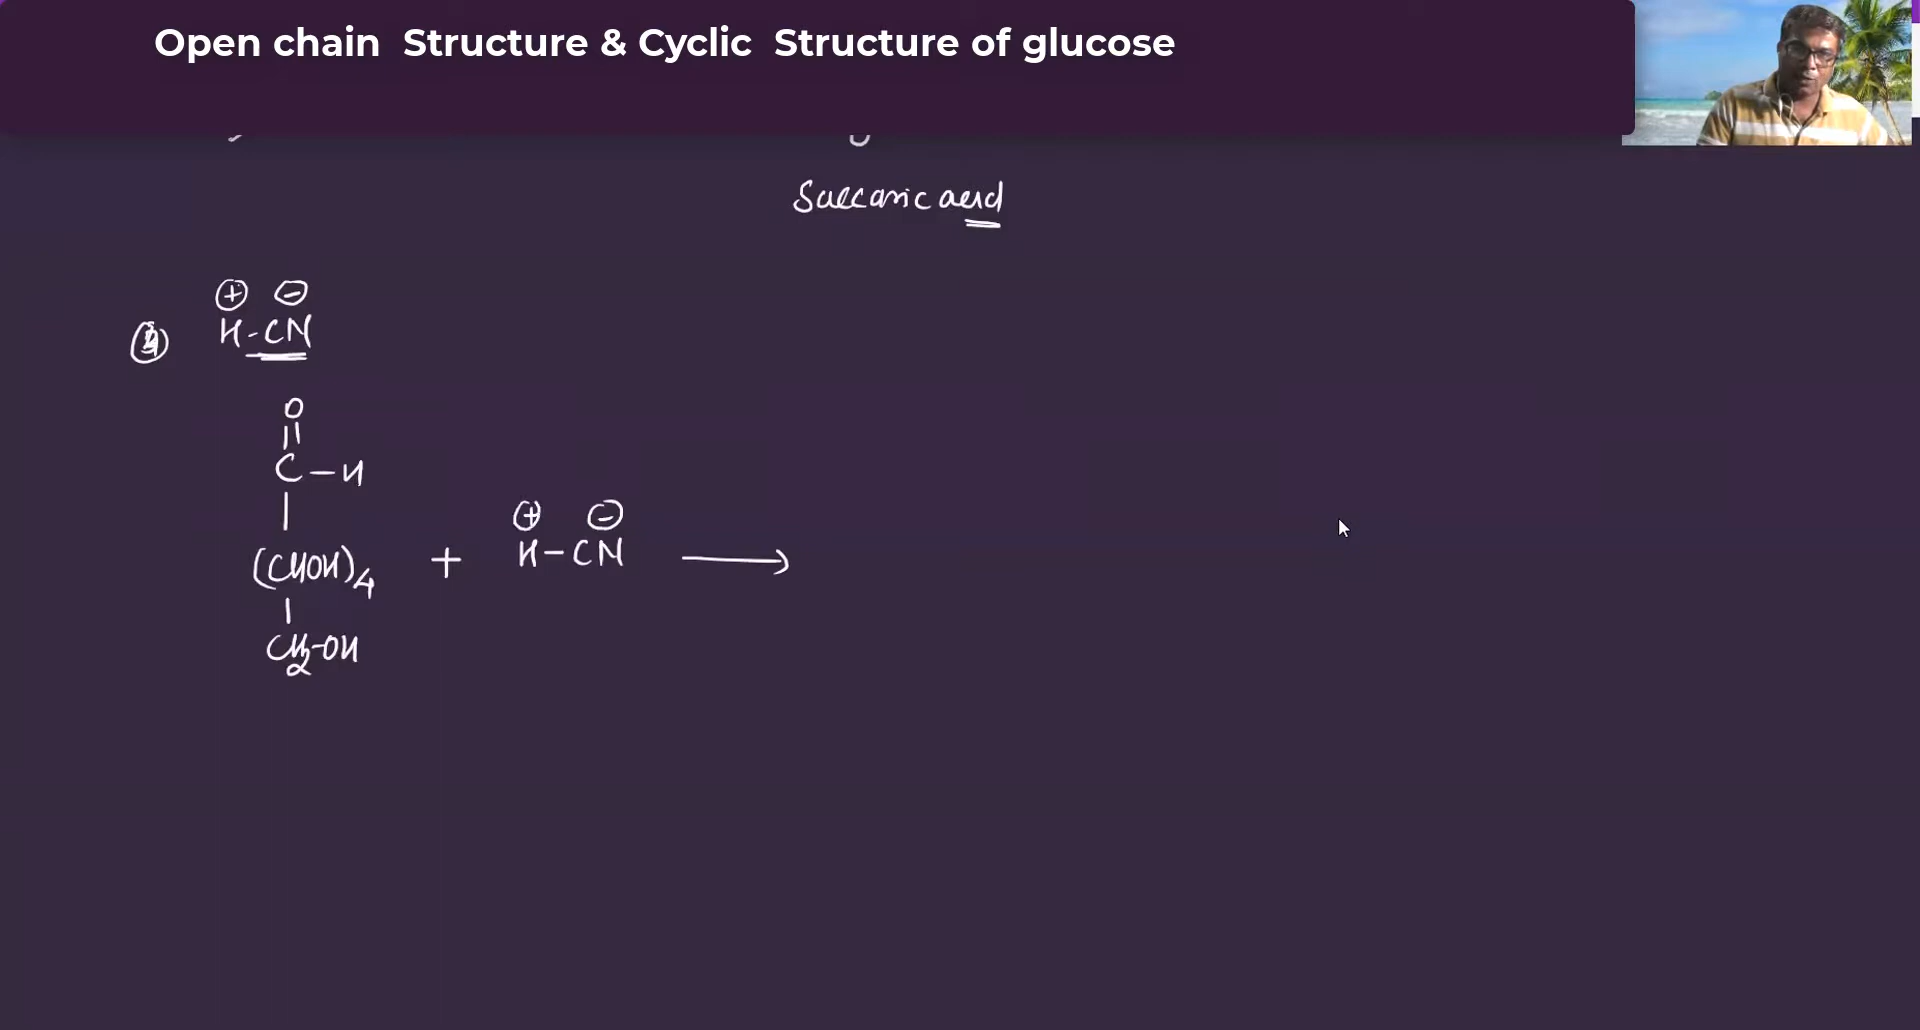 Open chain Structure & Cyclic Structure of glucose
Saccaric acid
⊕ ⊖
H-CN
O
||
C-H
|
(CHOH)4 + H-CN ⟶
⊕ ⊖
|
CH2-OH